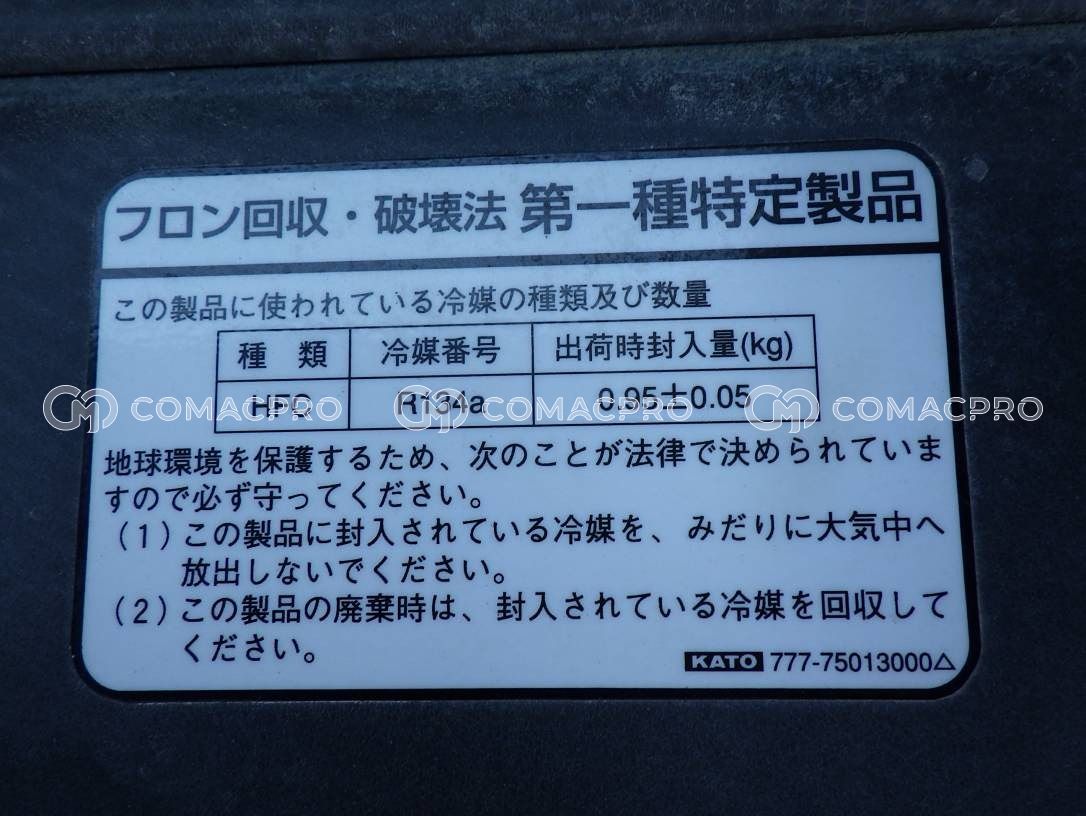 フロン回収・破壊法 第一種特定製品
この製品に使われている冷媒の種類及び数量
種 類 冷媒番号 出荷時封入量(kg)
HFC R134a 0.95±0.05
COMACPRO COMACPRO COMACPRO
地球環境を保護するため、次のことが法律で決められていま
すので必ず守ってください。
(1)この製品に封入されている冷媒を、みだりに大気中へ
放出しないでください。
(2)この製品の廃棄時は、封入されている冷媒を回収して
ください。
KATO 777-75013000△